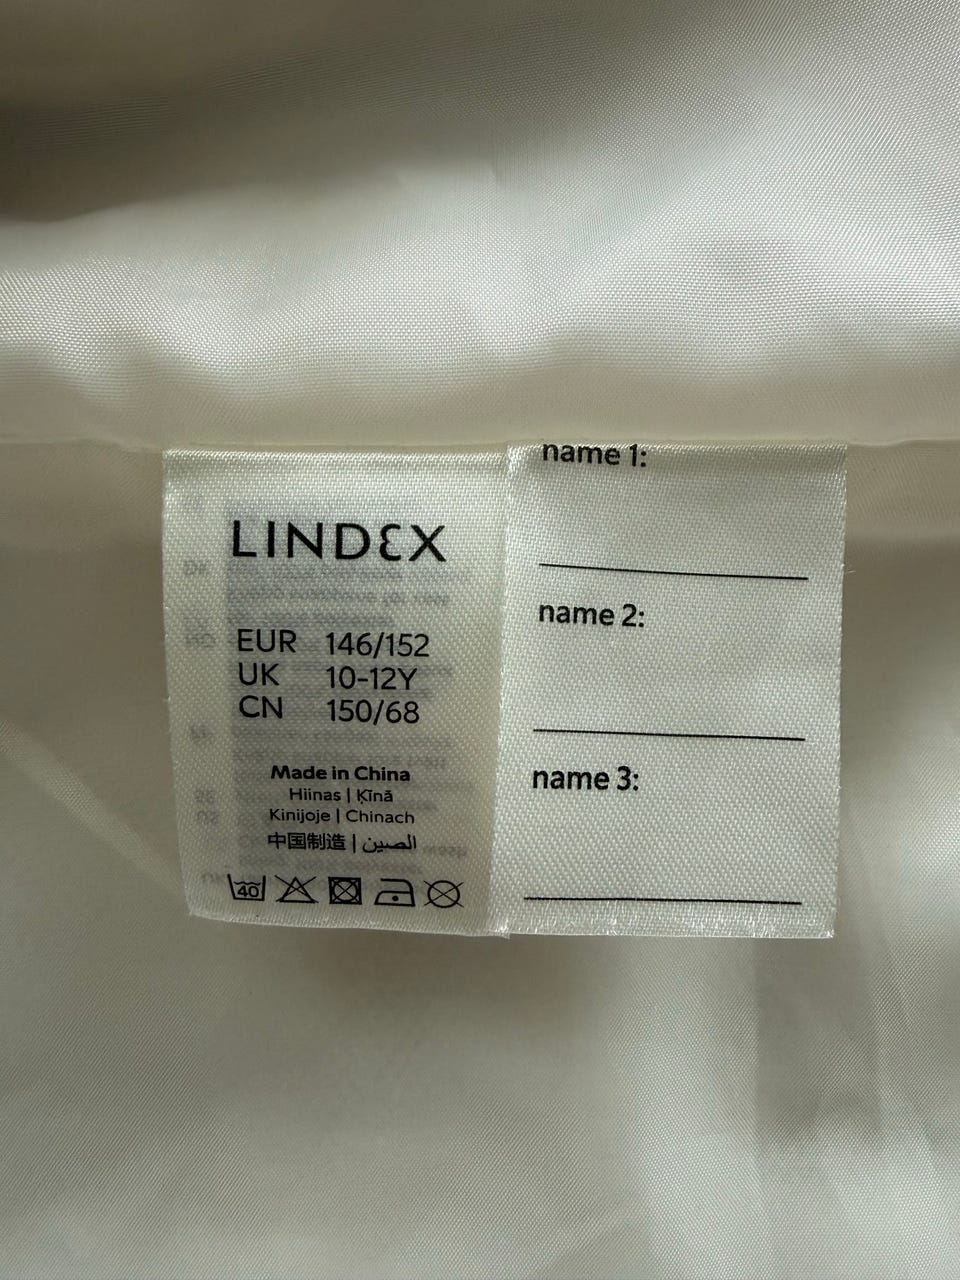 LINDEX
EUR 146/152
UK 10-12Y
CN 150/68
Made in China
Hiinas | Ķīnā
Kinijoje | Chinach
中国制造 | الصين
40
name 1:
name 2:
name 3: